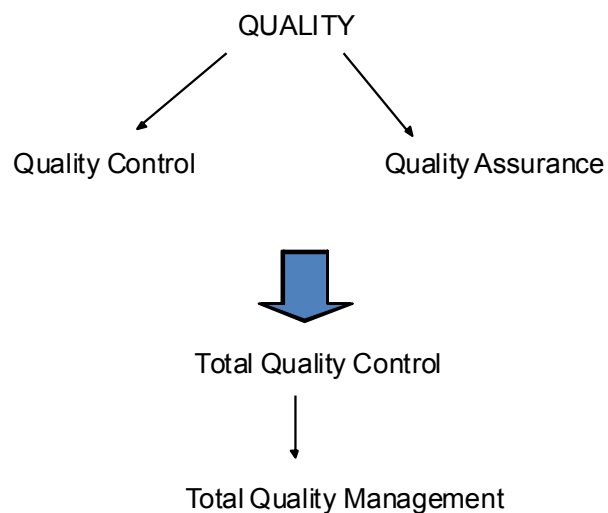 QUALITY
Quality Control
Quality Assurance
Total Quality Control
Total Quality Management